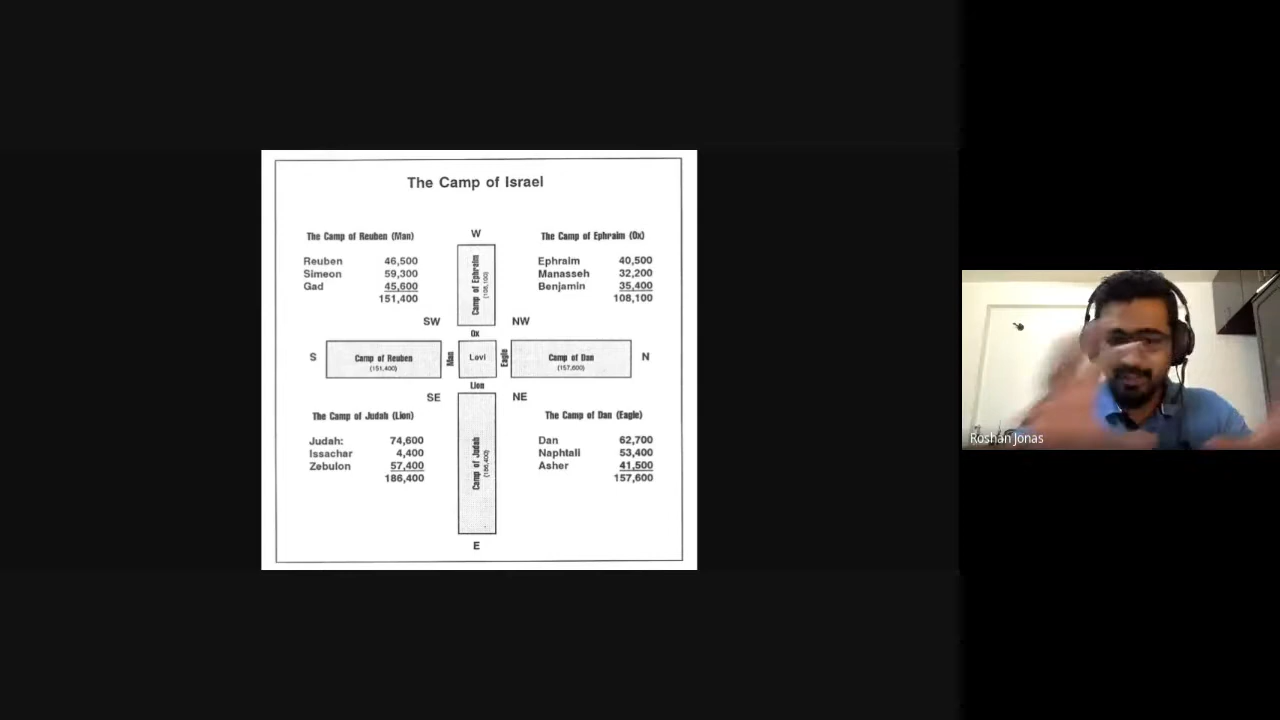 The Camp of Israel
The Camp of Reuben (Man)
Reuben 46,500
Simeon 59,300
Gad 45,600
151,400
W
The Camp of Ephraim (Ox)
Ephraim 40,500
Manasseh 32,200
Benjamin 35,400
108,100
Camp of Ephraim
(108,100)
SW
NW
Ox
S
Camp of Reuben
(151,400)
Man
Levi
Eagle
Camp of Dan
(157,600)
N
Lion
SE
NE
The Camp of Judah (Lion)
Judah: 74,600
Issachar 4,400
Zebulon 57,400
186,400
Camp of Judah
(186,400)
The Camp of Dan (Eagle)
Dan 62,700
Naphtali 53,400
Asher 41,500
157,600
E
Roshan Jonas